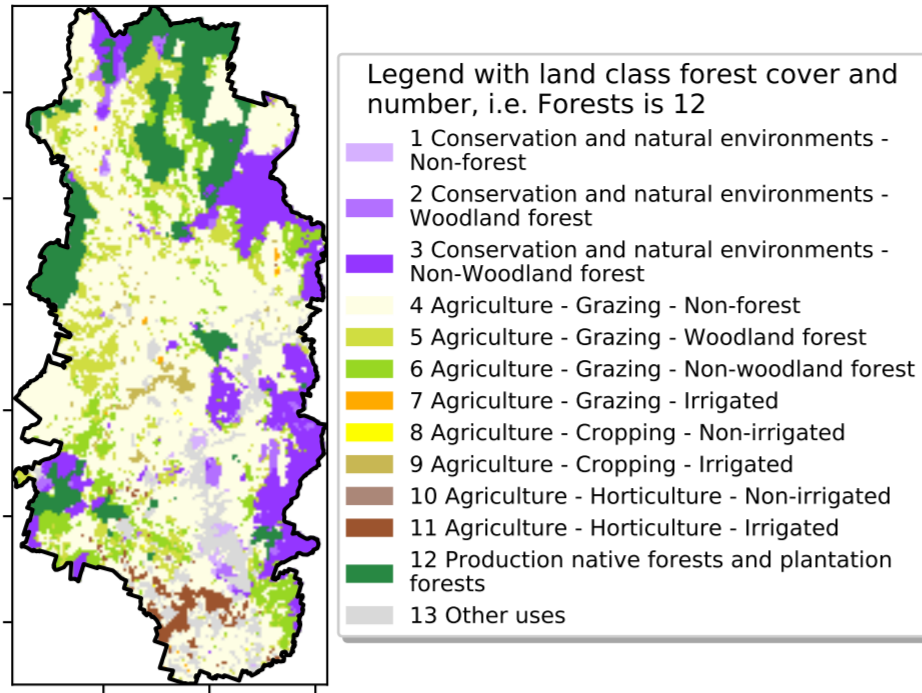 Legend with land class forest cover and
number, i.e. Forests is 12
1 Conservation and natural environments -
Non-forest
2 Conservation and natural environments -
Woodland forest
3 Conservation and natural environments -
Non-Woodland forest
4 Agriculture - Grazing - Non-forest
5 Agriculture - Grazing - Woodland forest
6 Agriculture - Grazing - Non-woodland forest
7 Agriculture - Grazing - Irrigated
8 Agriculture - Cropping - Non-irrigated
9 Agriculture - Cropping - Irrigated
10 Agriculture - Horticulture - Non-irrigated
11 Agriculture - Horticulture - Irrigated
12 Production native forests and plantation
forests
13 Other uses